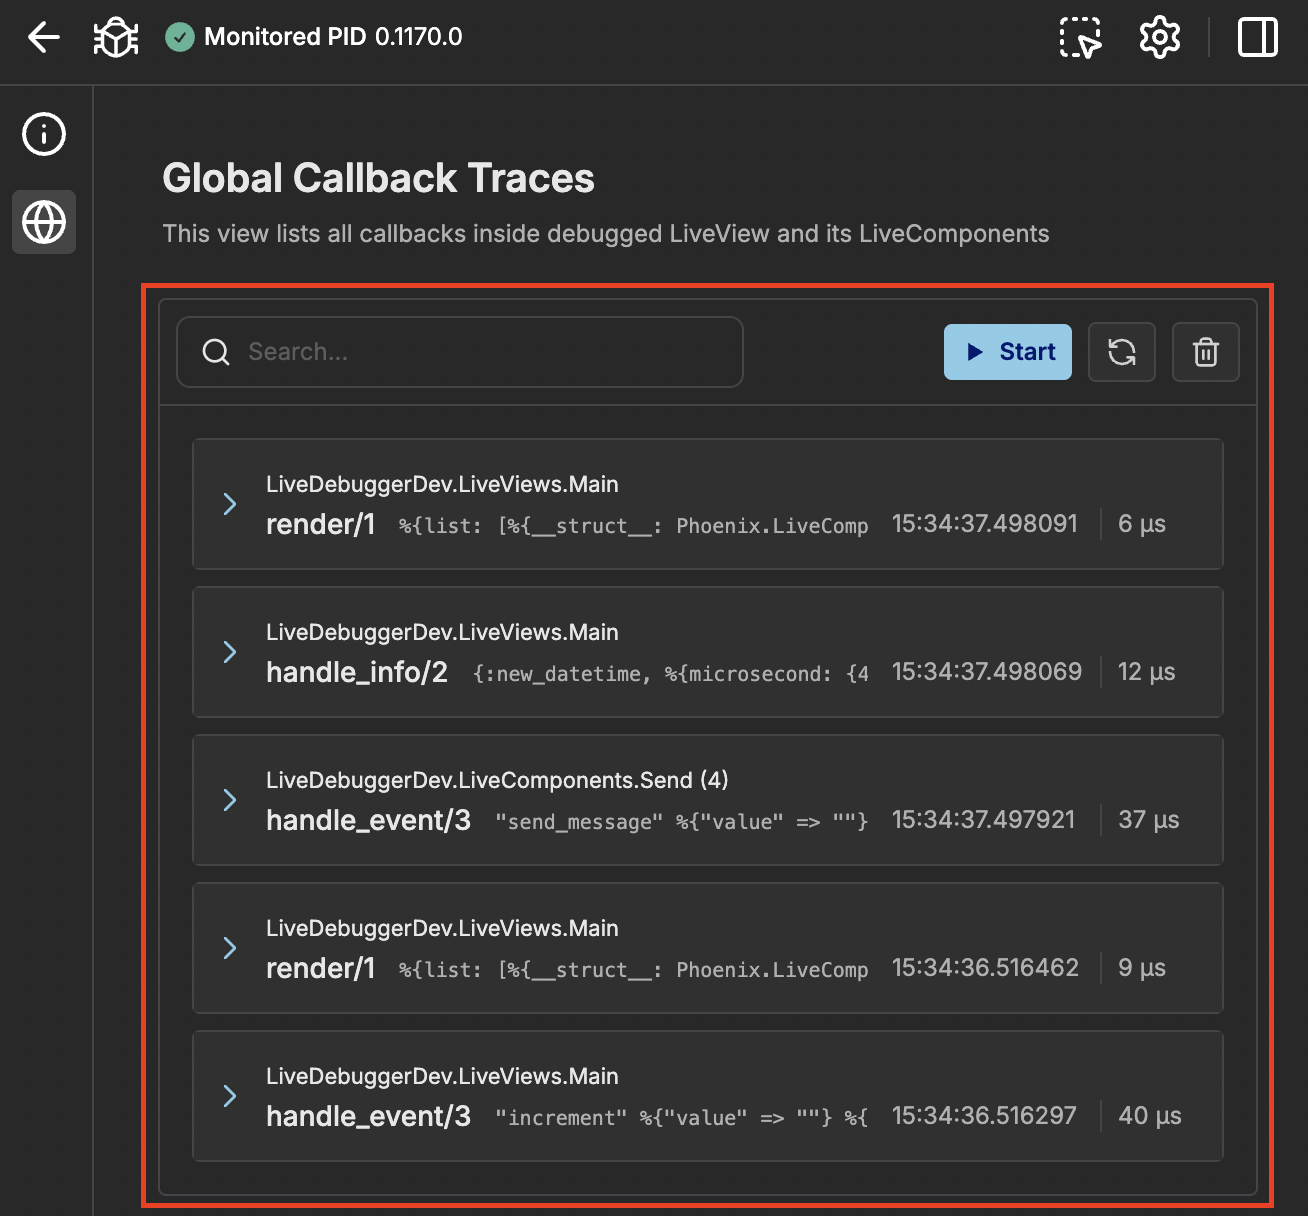 Monitored PID 0.1170.0
Global Callback Traces
This view lists all callbacks inside debugged LiveView and its LiveComponents
Search...
Start
LiveDebuggerDev.LiveViews.Main
render/1 %{list: [%{__struct__: Phoenix.LiveComp 15:34:37.498091 6 µs
LiveDebuggerDev.LiveViews.Main
handle_info/2 {:new_datetime, %{microsecond: {4 15:34:37.498069 12 µs
LiveDebuggerDev.LiveComponents.Send (4)
handle_event/3 "send_message" %{"value" => ""} 15:34:37.497921 37 µs
LiveDebuggerDev.LiveViews.Main
render/1 %{list: [%{__struct__: Phoenix.LiveComp 15:34:36.516462 9 µs
LiveDebuggerDev.LiveViews.Main
handle_event/3 "increment" %{"value" => ""} %{ 15:34:36.516297 40 µs